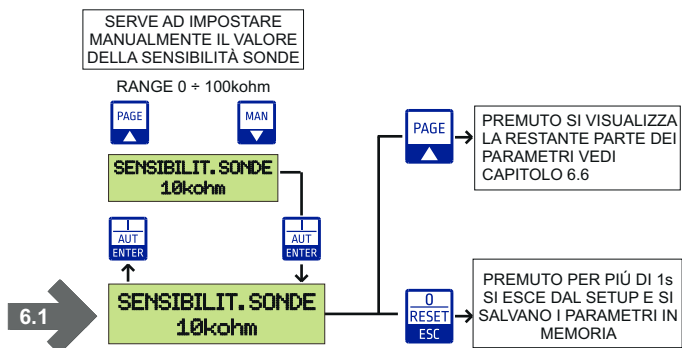 SERVE AD IMPOSTARE
MANUALMENTE IL VALORE
DELLA SENSIBILITÀ SONDE
RANGE 0 ÷ 100kohm
PAGE
MAN
SENSIBILIT.SONDE
10kohm
I
AUT
ENTER
I
AUT
ENTER
6.1
SENSIBILIT.SONDE
10kohm
PAGE
PREMUTO SI VISUALIZZA
LA RESTANTE PARTE DEI
PARAMETRI VEDI
CAPITOLO 6.6
0
RESET
ESC
PREMUTO PER PIÚ DI 1s
SI ESCE DAL SETUP E SI
SALVANO I PARAMETRI IN
MEMORIA